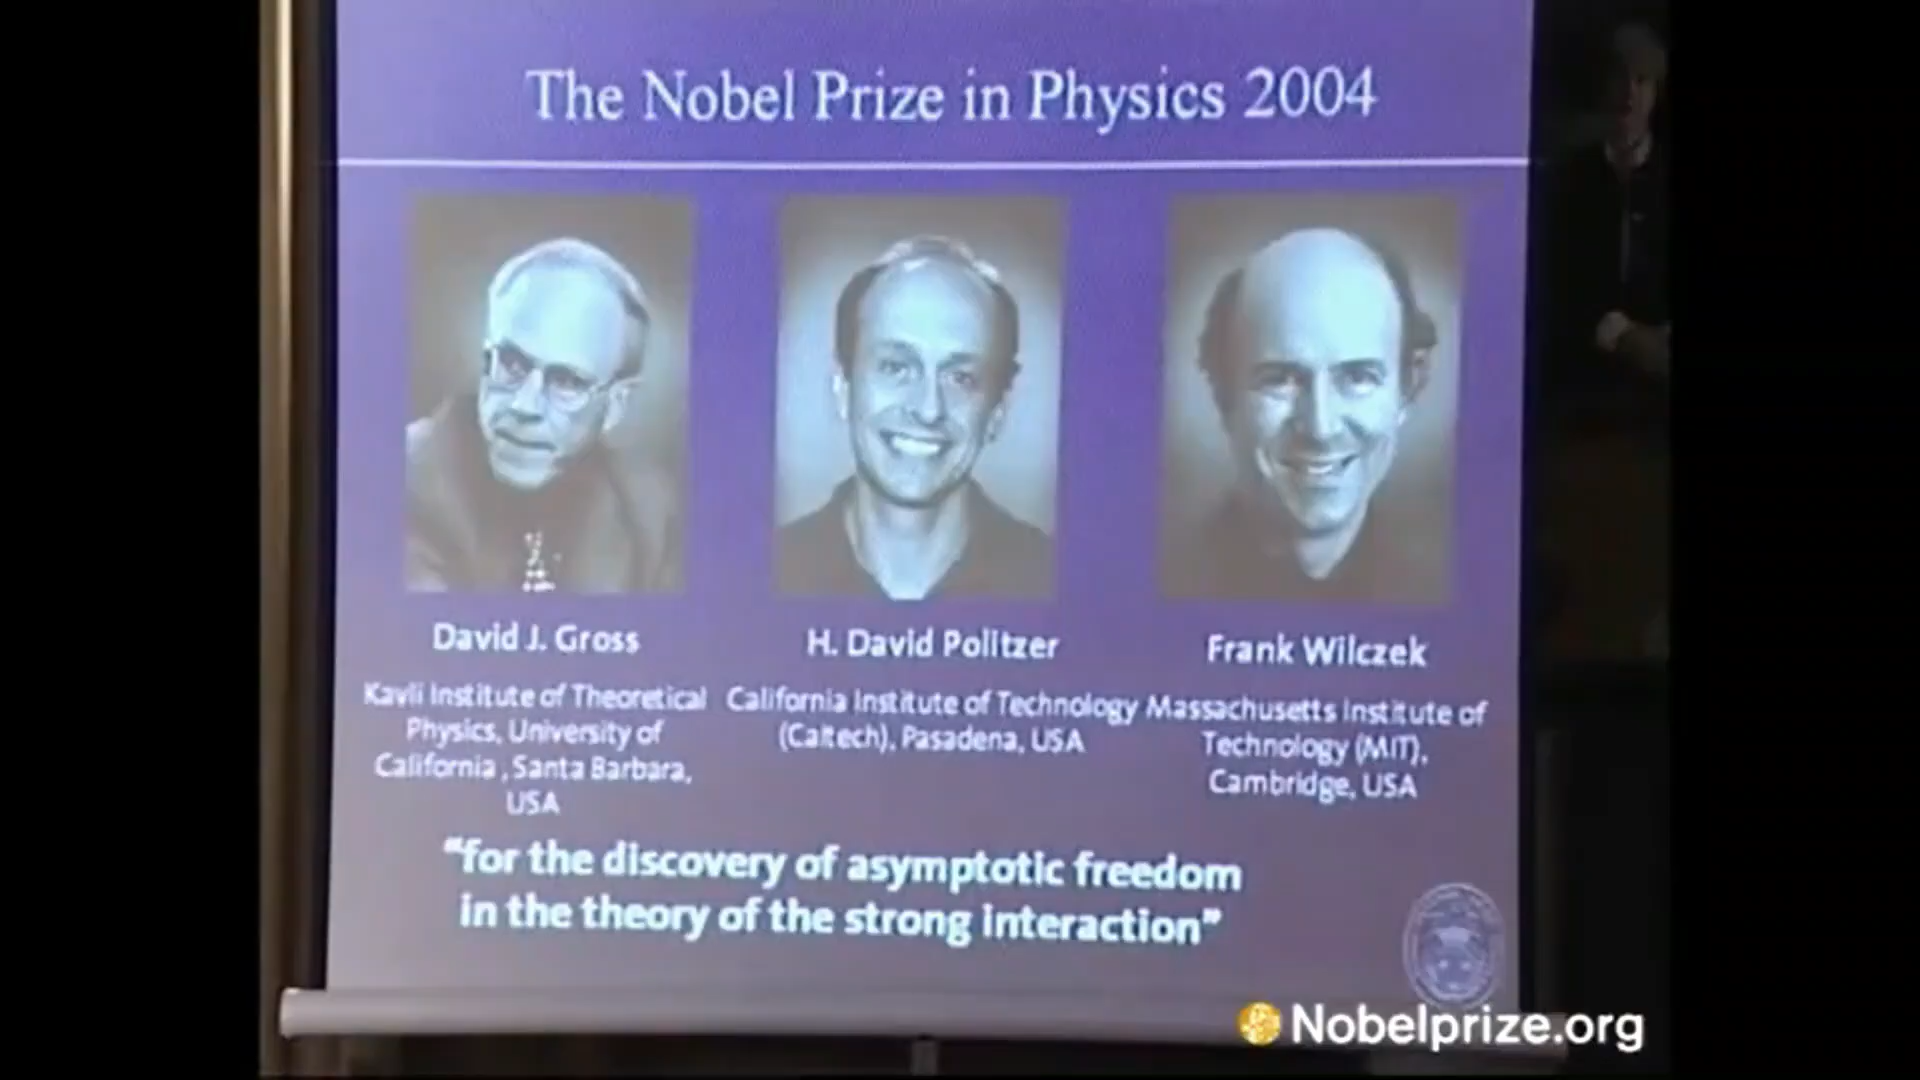 The Nobel Prize in Physics 2004
David J. Gross
Kavli Institute of Theoretical
Physics, University of
California , Santa Barbara,
USA
H. David Politzer
California Institute of Technology
(Caltech), Pasadena, USA
Frank Wilczek
Massachusetts Institute of
Technology (MIT),
Cambridge, USA
“for the discovery of asymptotic freedom
in the theory of the strong interaction”
Nobelprize.org